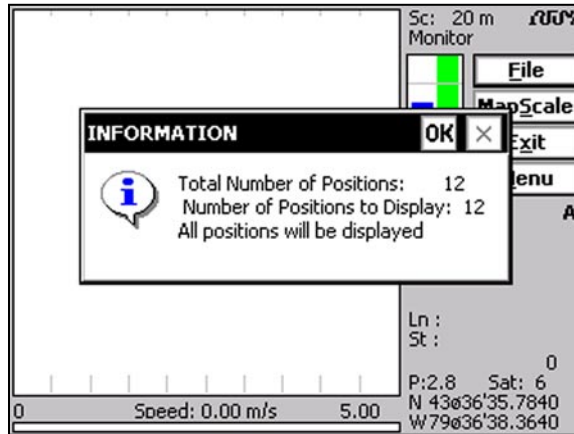 Sc: 20 m
Monitor
File
MapScale
Exit
enu
INFORMATION OK
Total Number of Positions: 12
Number of Positions to Display: 12
All positions will be displayed
A
Ln :
St :
0
P:2.8 Sat: 6
N 43ø36'35.7840
W79ø36'38.3640
0 Speed: 0.00 m/s 5.00